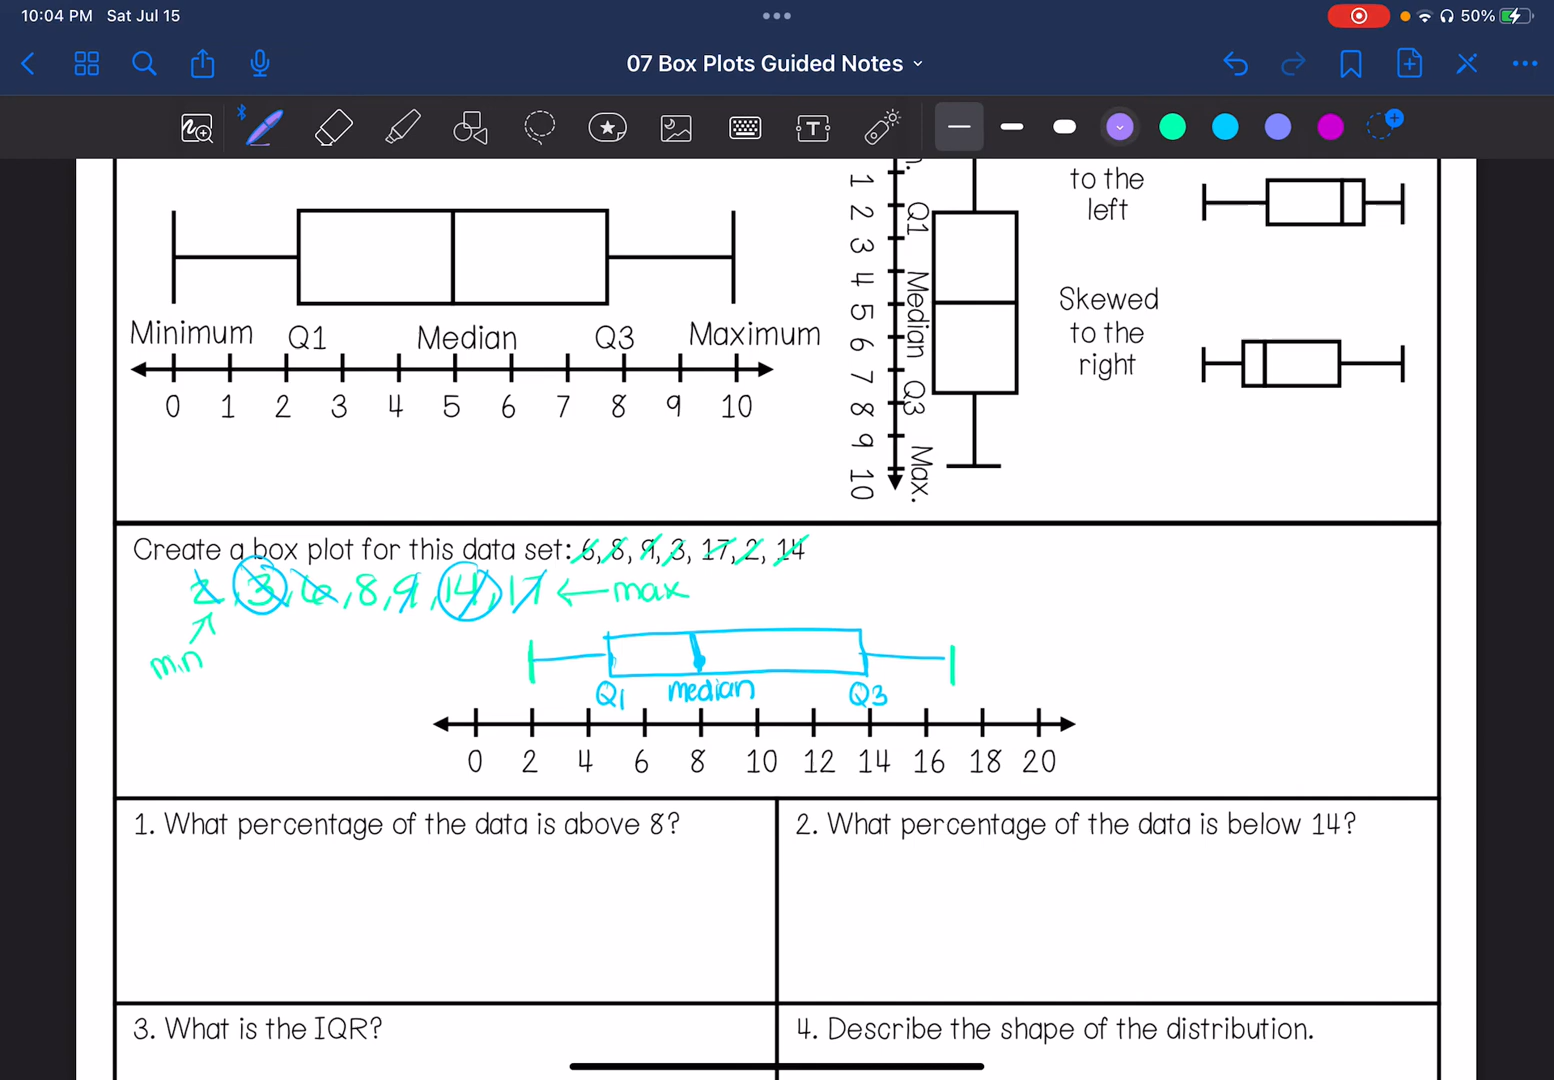 10:04 PM Sat Jul 15
50%
07 Box Plots Guided Notes
T
Minimum Q1 Median Q3 Maximum
0 1 2 3 4 5 6 7 8 9 10
1 2 3 4 5 6 7 8 9 10
Q1 Median Q3 Max.
to the
left
Skewed
to the
right
Create a box plot for this data set: 6, 8, 9, 3, 17, 2, 14
2, 3, 6, 8, 9, 14, 17 ← max
min
Q1 median Q3
0 2 4 6 8 10 12 14 16 18 20
1. What percentage of the data is above 8?
2. What percentage of the data is below 14?
3. What is the IQR?
4. Describe the shape of the distribution.